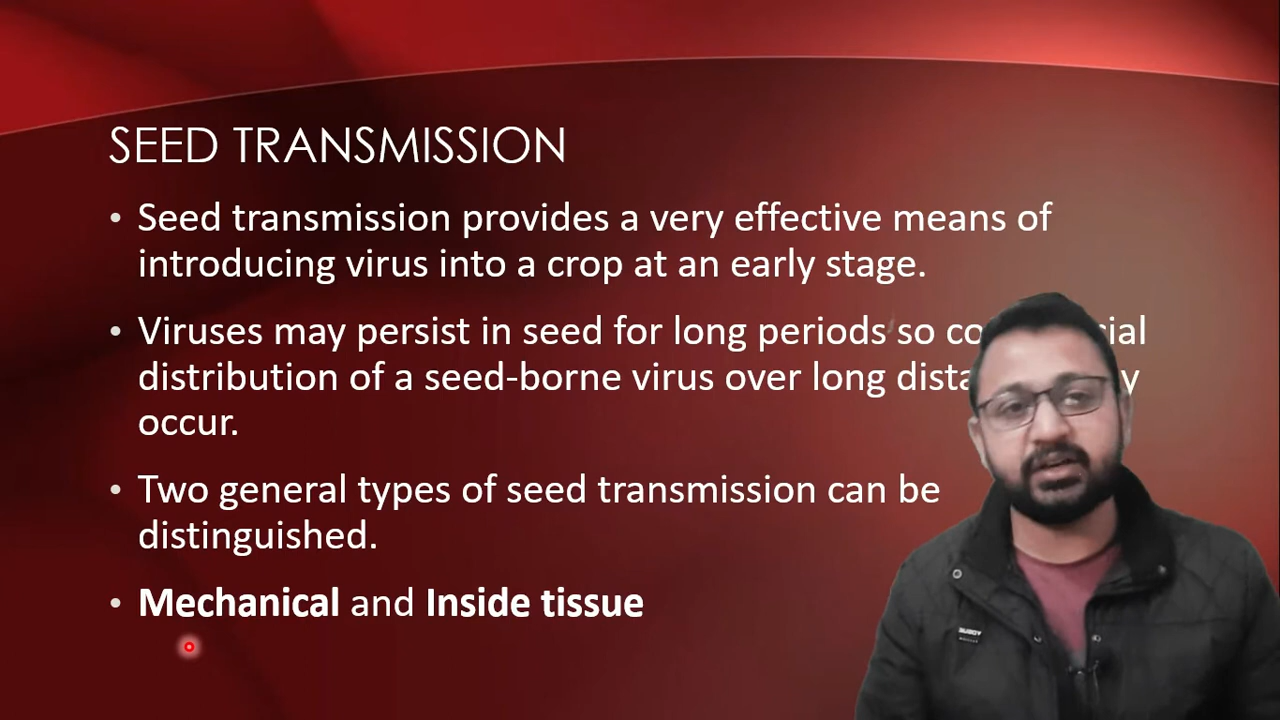 SEED TRANSMISSION
• Seed transmission provides a very effective means of
introducing virus into a crop at an early stage.
• Viruses may persist in seed for long periods so
distribution of a seed-borne virus over long
occur.
• Two general types of seed transmission can be
distinguished.
• Mechanical and Inside tissue